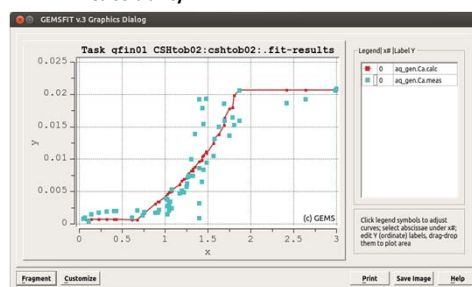 GEMSFIT v.3 Graphics Dialog
Task qfin01 CSHtob02:cshtob02:.fit-results
Legend| x# |Label Y
0 aq_gen.Ca.calc
0 aq_gen.Ca.meas
0.025
0.02
0.015
0.01
0.005
0
y
0 0.5 1 1.5 2 2.5 3
x
(c) GEMS
Click legend symbols to adjust
curves; select abscissae under x#;
edit Y (ordinate) labels, drag-drop
them to plot area
Fragment Customize Print Save Image Help